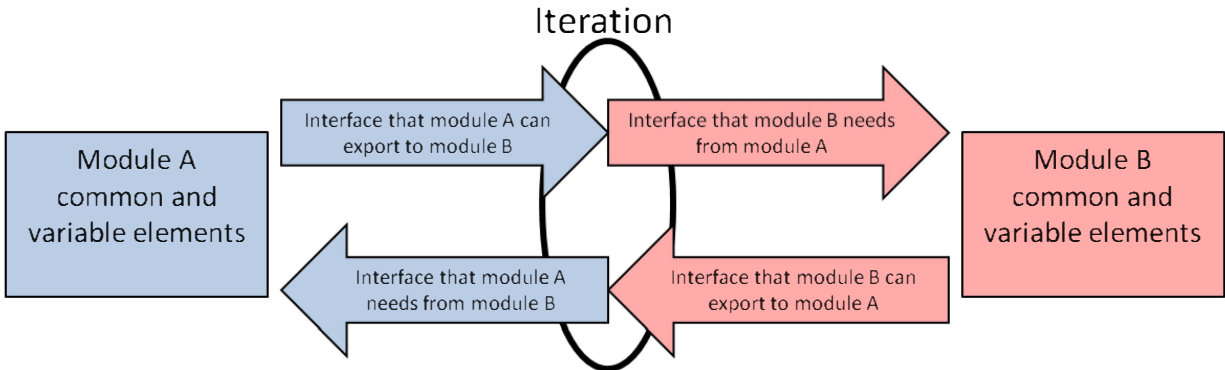 Iteration
Interface that module A can
export to module B
Interface that module B needs
from module A
Module A
common and
variable elements
Module B
common and
variable elements
Interface that module A
needs from module B
Interface that module B can
export to module A